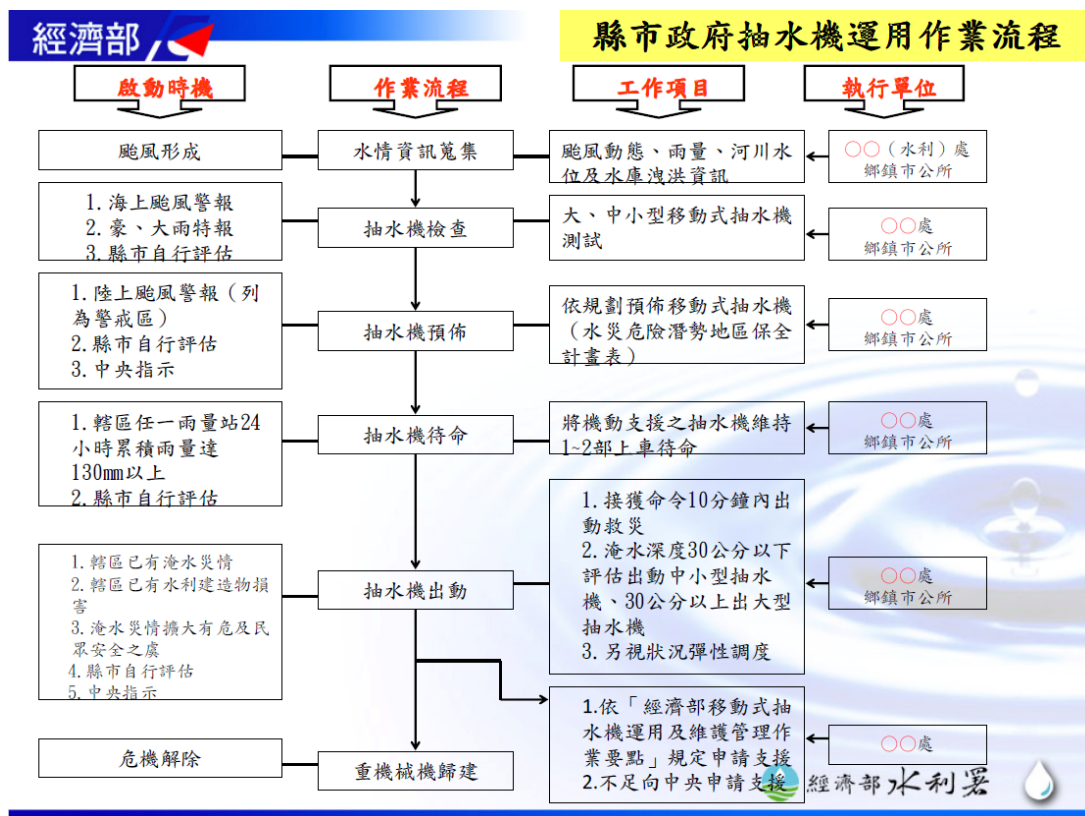 經濟部
縣市政府抽水機運用作業流程
啟動時機
作業流程
工作項目
執行單位
颱風形成
水情資訊蒐集
颱風動態、雨量、河川水
位及水庫洩洪資訊
○○（水利）處
鄉鎮市公所
1.海上颱風警報
2.豪、大雨特報
3.縣市自行評估
抽水機檢查
大、中小型移動式抽水機
測試
○○處
鄉鎮市公所
1.陸上颱風警報（列
為警戒區）
2.縣市自行評估
3.中央指示
抽水機預佈
依規劃預佈移動式抽水機
（水災危險潛勢地區保全
計畫表）
○○處
鄉鎮市公所
1.轄區任一雨量站24
小時累積雨量達
130mm以上
2.縣市自行評估
抽水機待命
將機動支援之抽水機維持
1~2部上車待命
○○處
鄉鎮市公所
1.轄區已有淹水災情
2.轄區已有水利建造物損
害
3.淹水災情擴大有危及民
眾安全之虞
4.縣市自行評估
5.中央指示
抽水機出動
1.接獲命令10分鐘內出
動救災
2.淹水深度30公分以下
評估出動中小型抽水
機、30公分以上出大型
抽水機
3.另視狀況彈性調度
○○處
鄉鎮市公所
1.依「經濟部移動式抽
水機運用及維護管理作
業要點」規定申請支援
2.不足向中央申請支援
○○處
危機解除
重機械機歸建
經濟部水利署